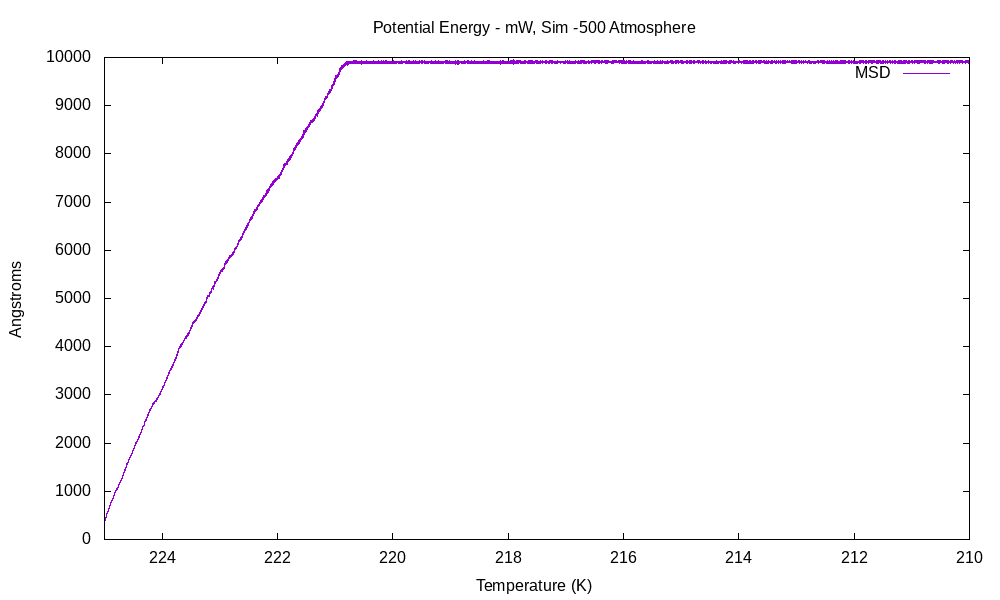 Potential Energy - mW, Sim -500 Atmosphere
10000
MSD
9000
8000
7000
6000
5000
4000
3000
2000
1000
0
Angstroms
224 222 220 218 216 214 212 210
Temperature (K)